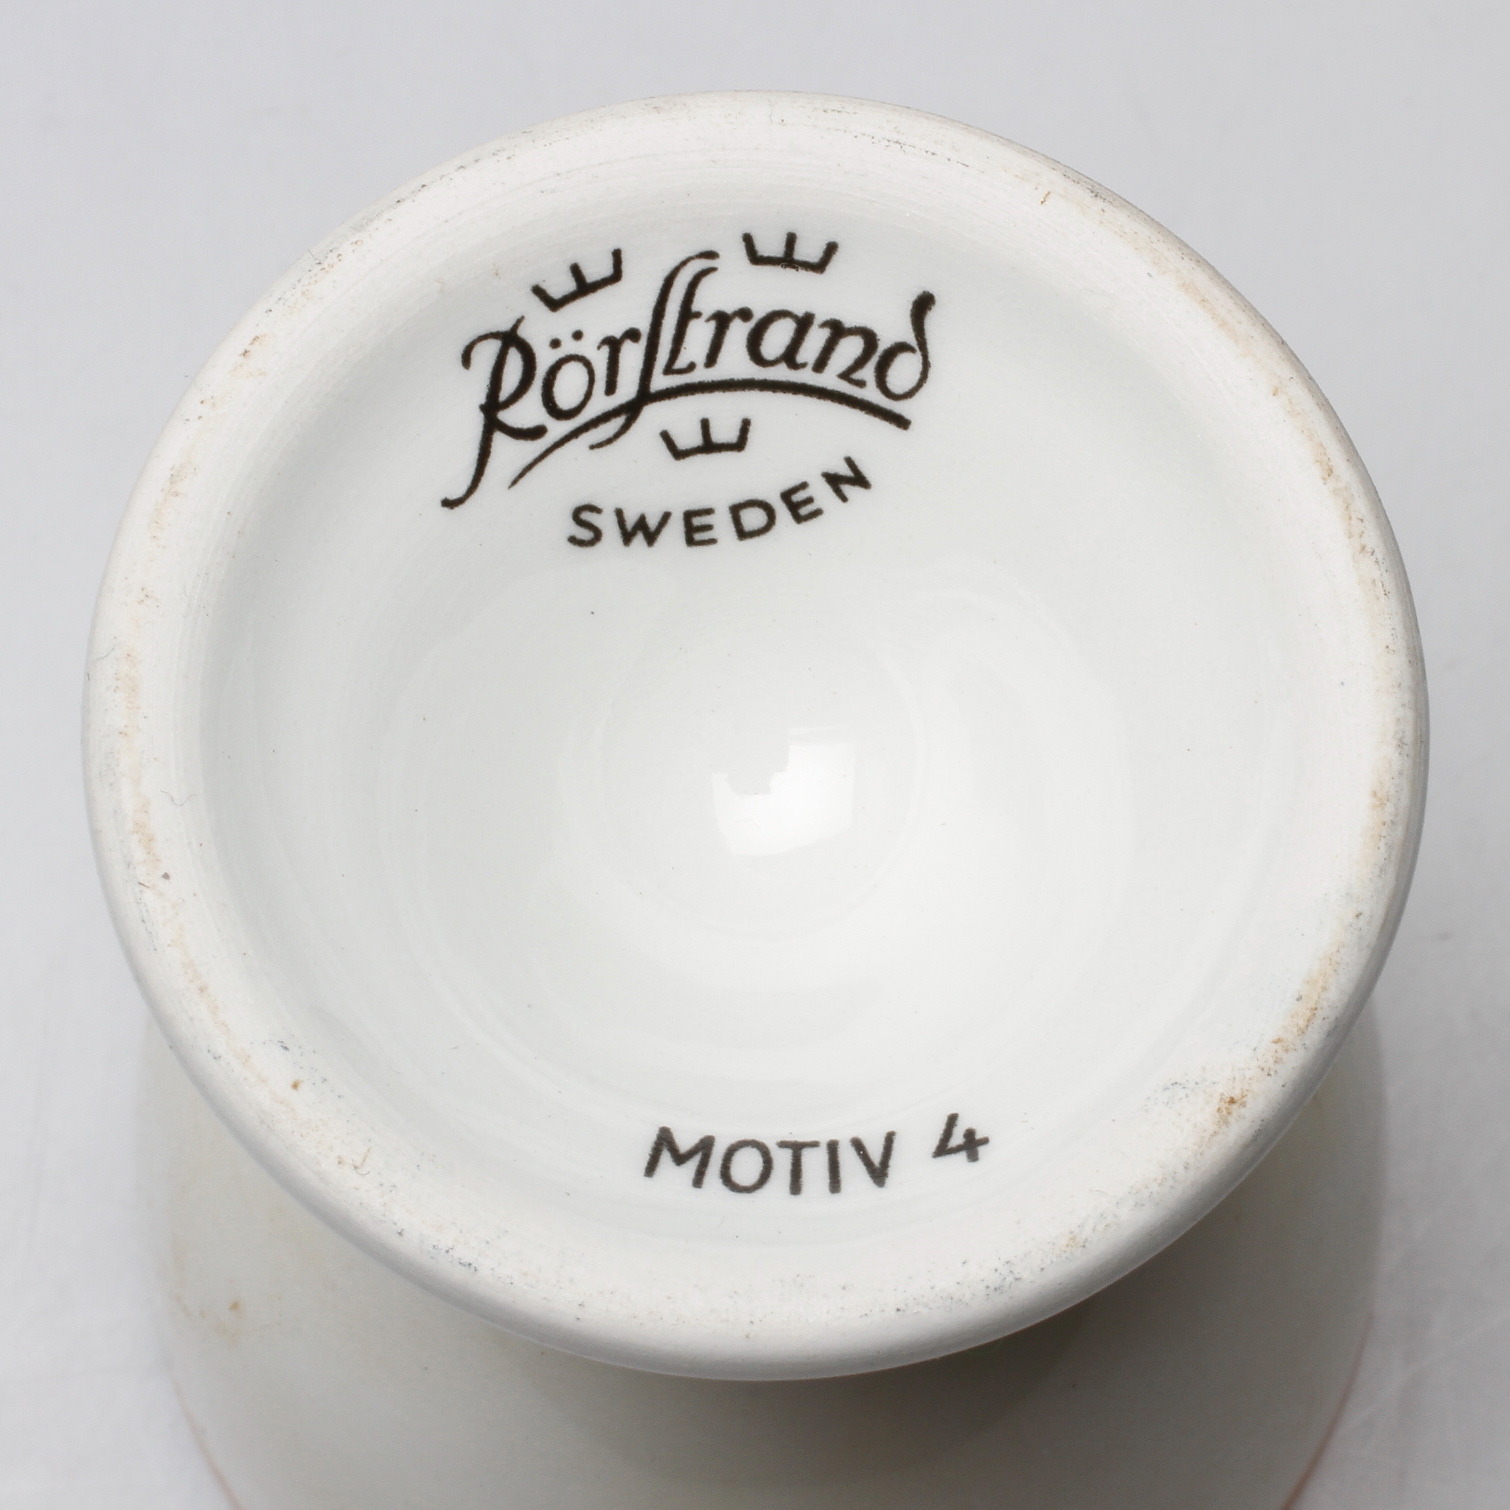 Rörstrand
SWEDEN
MOTIV 4